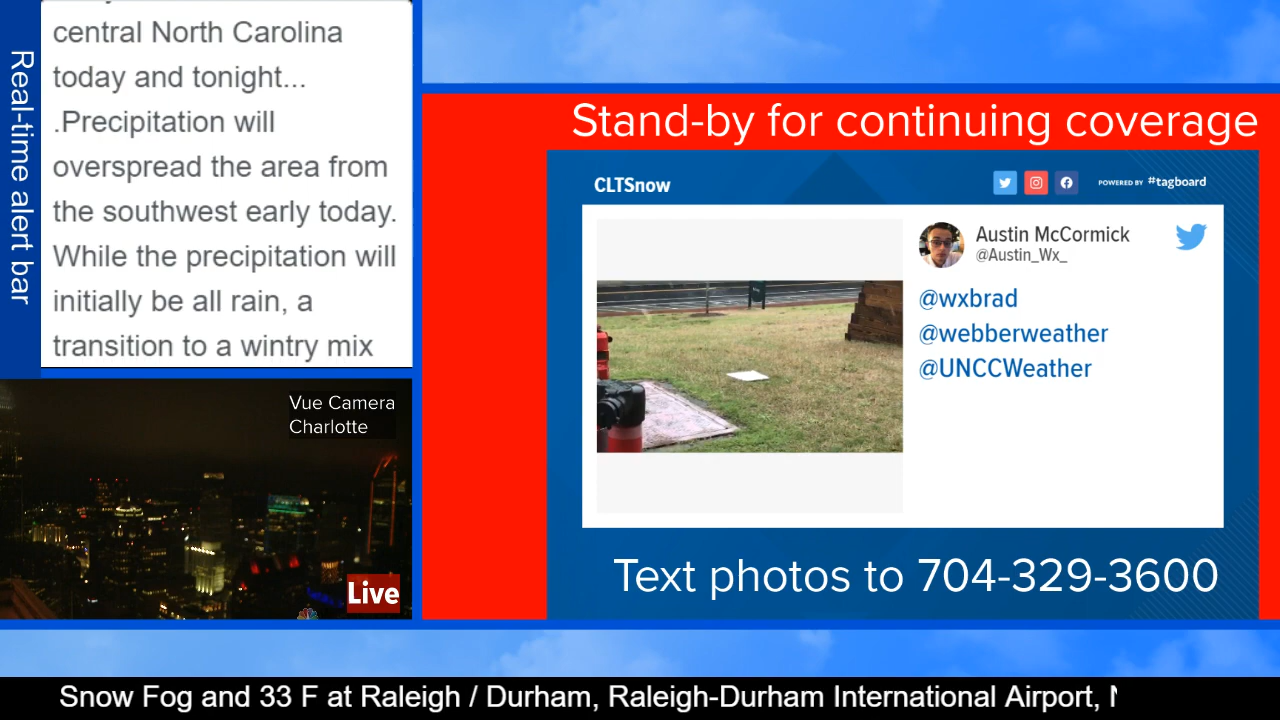 Real-time alert bar
central North Carolina
today and tonight...
.Precipitation will
overspread the area from
the southwest early today.
While the precipitation will
initially be all rain, a
transition to a wintry mix
Vue Camera
Charlotte
Live
Stand-by for continuing coverage
CLTSnow
POWERED BY #tagboard
Austin McCormick
@Austin_Wx_
@wxbrad
@webberweather
@UNCCWeather
Text photos to 704-329-3600
Snow Fog and 33 F at Raleigh / Durham, Raleigh-Durham International Airport,